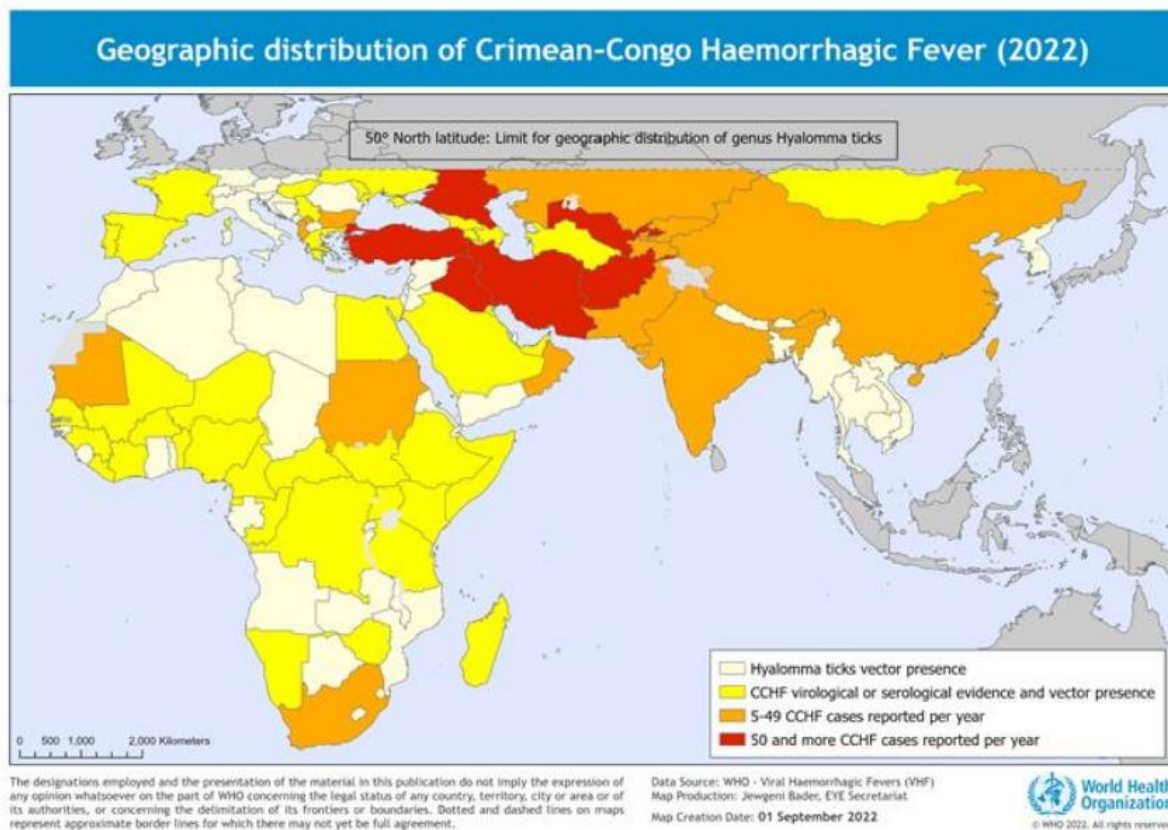 Geographic distribution of Crimean-Congo Haemorrhagic Fever (2022)
50° North latitude: Limit for geographic distribution of genus Hyalomma ticks
Hyalomma ticks vector presence
CCHF virological or serological evidence and vector presence
5-49 CCHF cases reported per year
50 and more CCHF cases reported per year
0 500 1,000 2,000 Kilometers
The designations employed and the presentation of the material in this publication do not imply the expression of
any opinion whatsoever on the part of WHO concerning the legal status of any country, territory, city or area or of
its authorities, or concerning the delimitation of its frontiers or boundaries. Dotted and dashed lines on maps
represent approximate border lines for which there may not yet be full agreement.
Data Source: WHO - Viral Haemorrhagic Fevers (VHF)
Map Production: Jewgeni Bader, EYE Secretariat
Map Creation Date: 01 September 2022
World Health
Organization
© WHO 2022. All rights reserved.